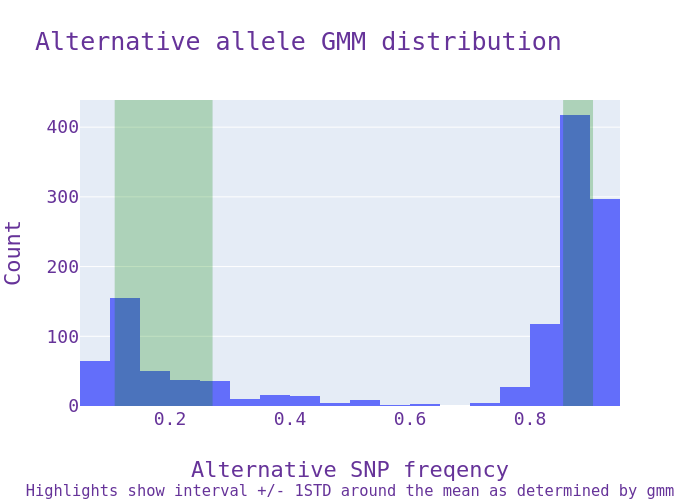 Alternative allele GMM distribution
400
300
200
100
0
Count
0.2 0.4 0.6 0.8
Alternative SNP freqency
Highlights show interval +/- 1STD around the mean as determined by gmm